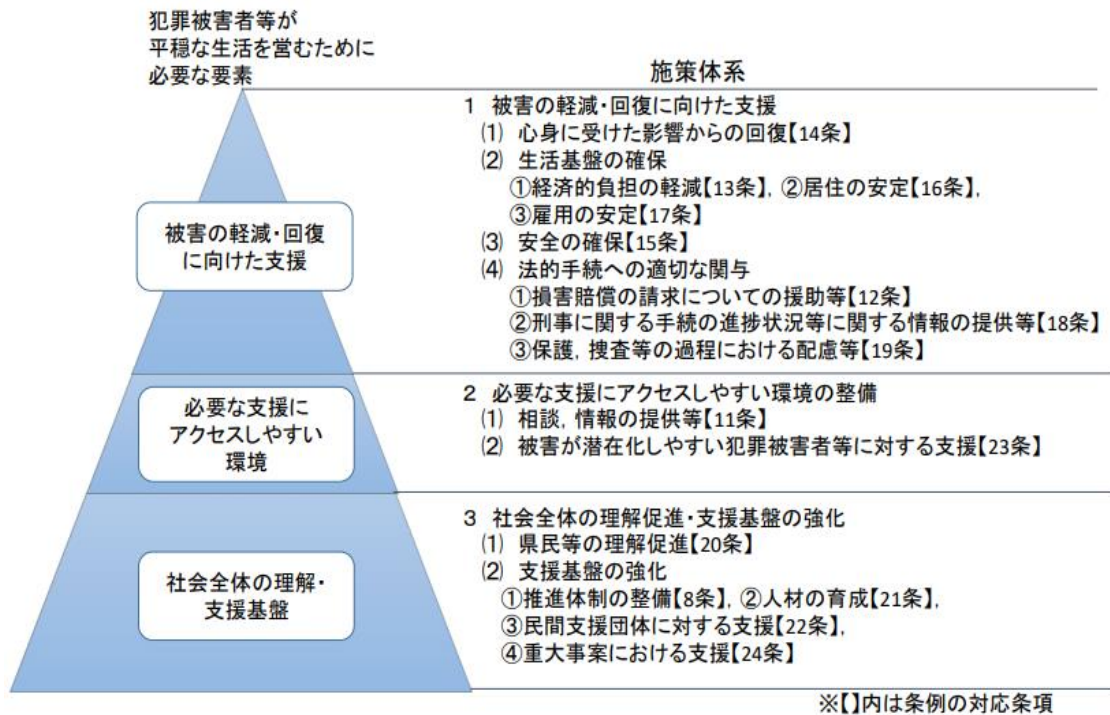 犯罪被害者等が
平穏な生活を営むために
必要な要素
施策体系
被害の軽減・回復
に向けた支援
1 被害の軽減・回復に向けた支援
⑴ 心身に受けた影響からの回復【14条】
⑵ 生活基盤の確保
①経済的負担の軽減【13条】，②居住の安定【16条】，
③雇用の安定【17条】
⑶ 安全の確保【15条】
⑷ 法的手続への適切な関与
①損害賠償の請求についての援助等【12条】
②刑事に関する手続の進捗状況等に関する情報の提供等【18条】
③保護，捜査等の過程における配慮等【19条】
必要な支援に
アクセスしやすい
環境
2 必要な支援にアクセスしやすい環境の整備
⑴ 相談，情報の提供等【11条】
⑵ 被害が潜在化しやすい犯罪被害者等に対する支援【23条】
社会全体の理解・
支援基盤
3 社会全体の理解促進・支援基盤の強化
⑴ 県民等の理解促進【20条】
⑵ 支援基盤の強化
①推進体制の整備【8条】，②人材の育成【21条】，
③民間支援団体に対する支援【22条】，
④重大事案における支援【24条】
※【】内は条例の対応条項